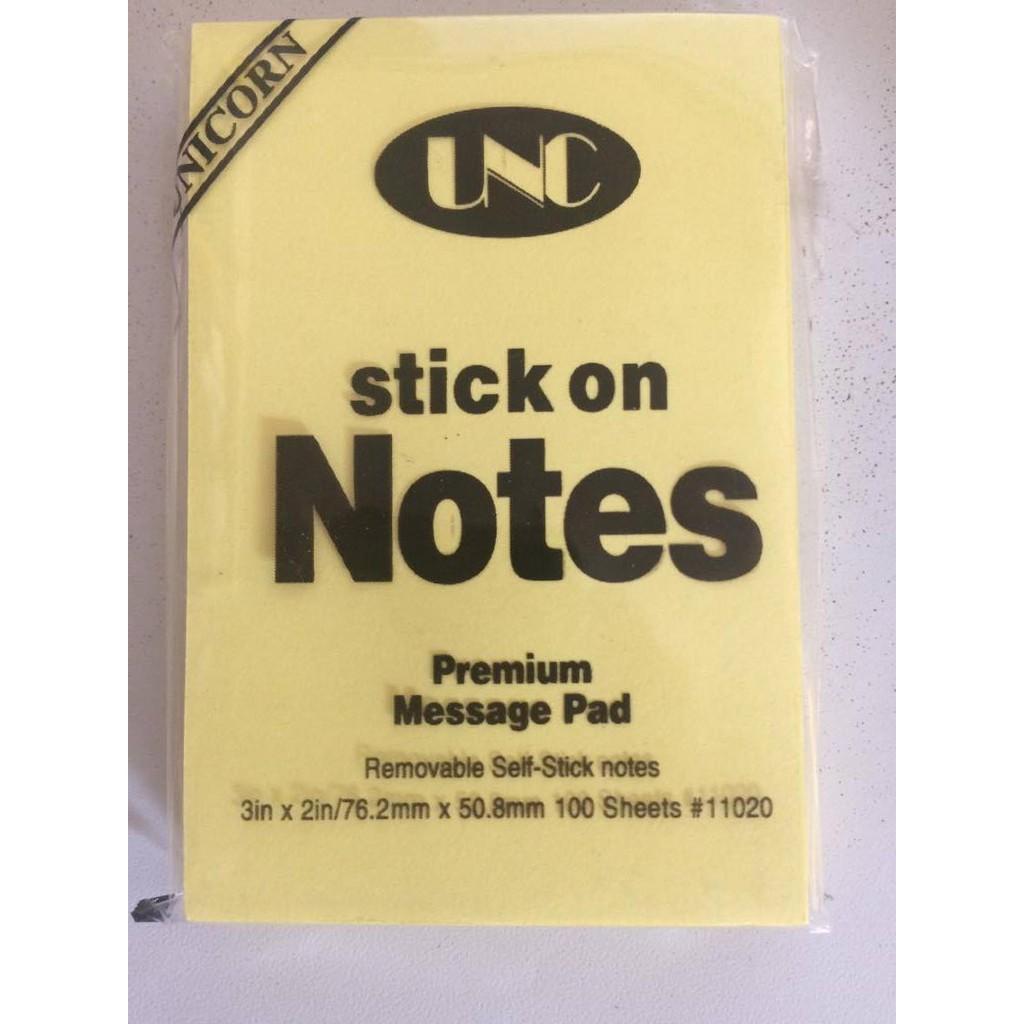 UNICORN
UNC
stick on
Notes
Premium
Message Pad
Removable Self-Stick notes
3in x 2in/76.2mm x 50.8mm 100 Sheets #11020